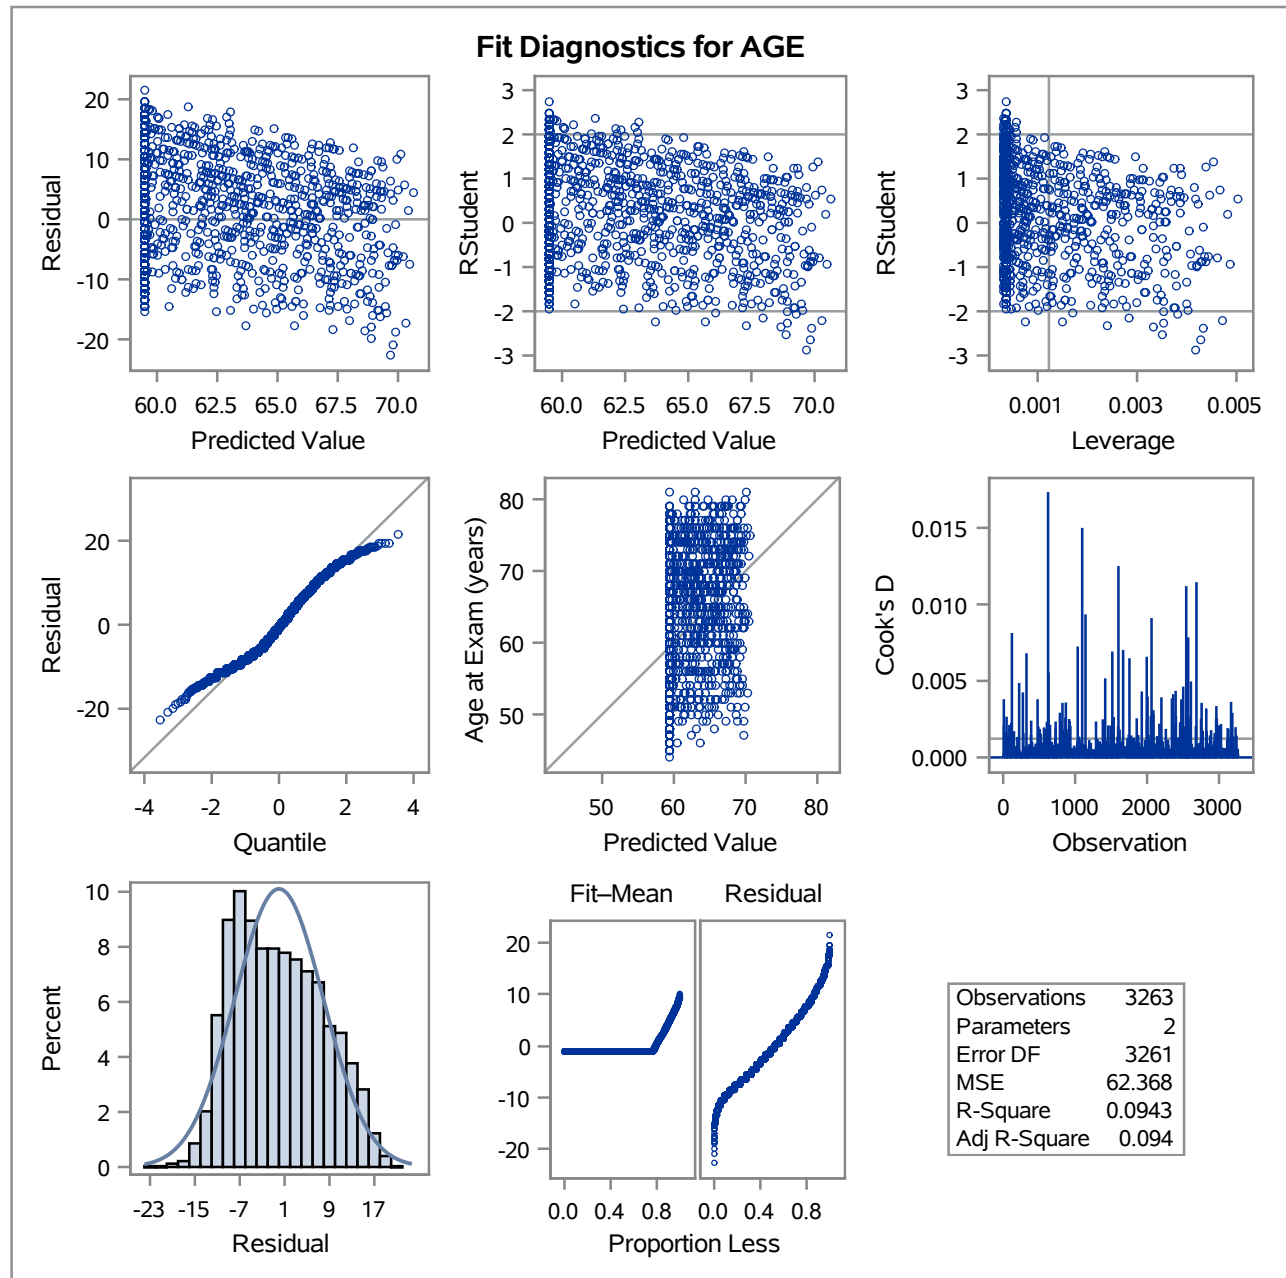 Fit Diagnostics for AGE
20
10
0
-10
-20
Residual
60.0 62.5 65.0 67.5 70.0
Predicted Value
3
2
1
0
-1
-2
-3
RStudent
60.0 62.5 65.0 67.5 70.0
Predicted Value
3
2
1
0
-1
-2
-3
RStudent
0.001 0.003 0.005
Leverage
20
0
-20
Residual
-4 -2 0 2 4
Quantile
80
70
60
50
Age at Exam (years)
50 60 70 80
Predicted Value
0.015
0.010
0.005
0.000
Cook's D
0 1000 2000 3000
Observation
10
8
6
4
2
0
Percent
-23 -15 -7 1 9 17
Residual
Fit–Mean Residual
20
10
0
-10
-20
0.0 0.4 0.8 0.0 0.4 0.8
Proportion Less
Observations 3263
Parameters 2
Error DF 3261
MSE 62.368
R-Square 0.0943
Adj R-Square 0.094